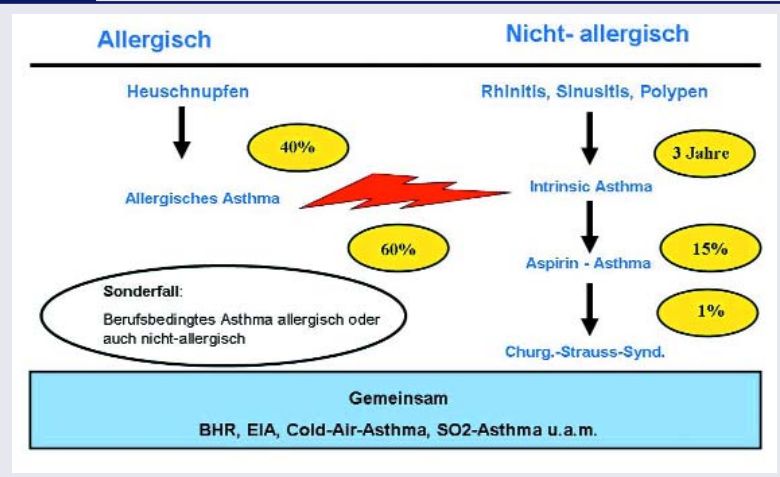 Allergisch
Nicht- allergisch
Heuschnupfen
Rhinitis, Sinusitis, Polypen
40%
3 Jahre
Allergisches Asthma
Intrinsic Asthma
60%
Aspirin - Asthma
15%
Sonderfall:
Berufsbedingtes Asthma allergisch oder
auch nicht-allergisch
1%
Churg.-Strauss-Synd.
Gemeinsam
BHR, EIA, Cold-Air-Asthma, SO2-Asthma u.a.m.